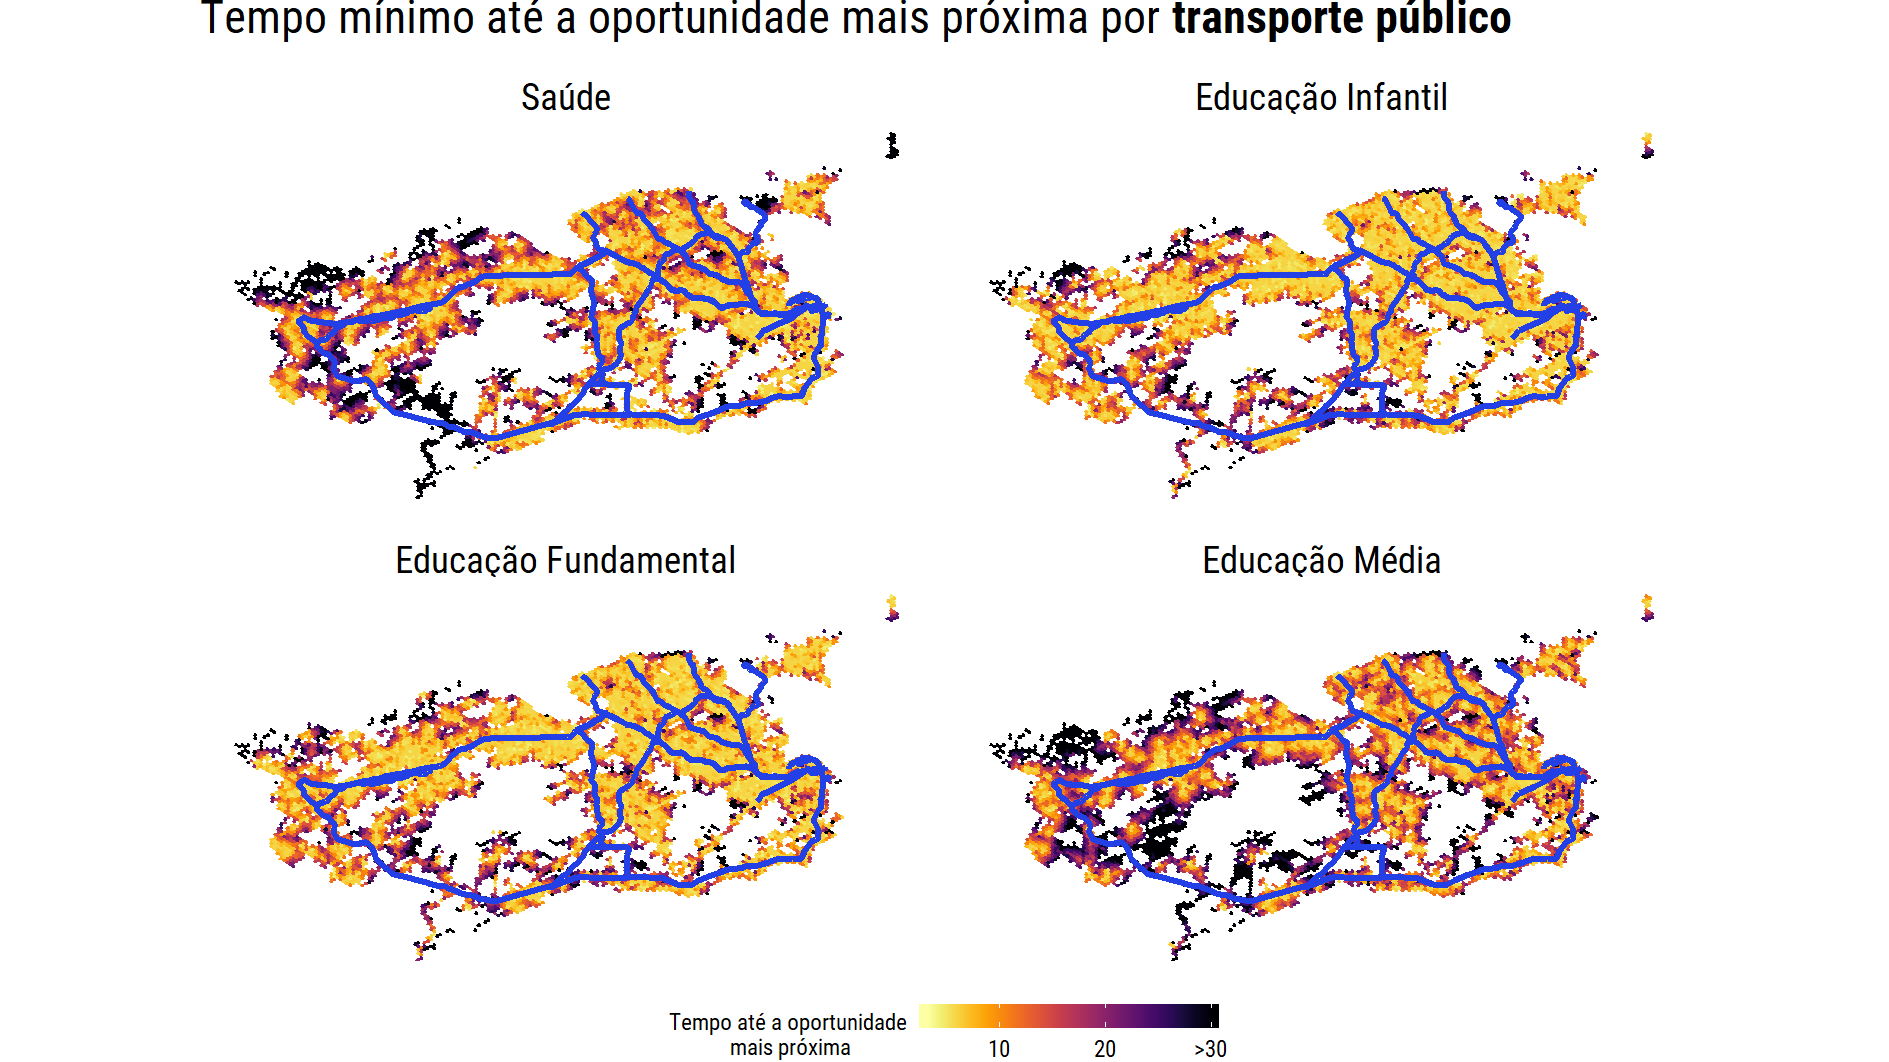 Tempo mínimo até a oportunidade mais próxima por transporte público
Saúde
Educação Infantil
Educação Fundamental
Educação Média
Tempo até a oportunidade
mais próxima
10 20 >30